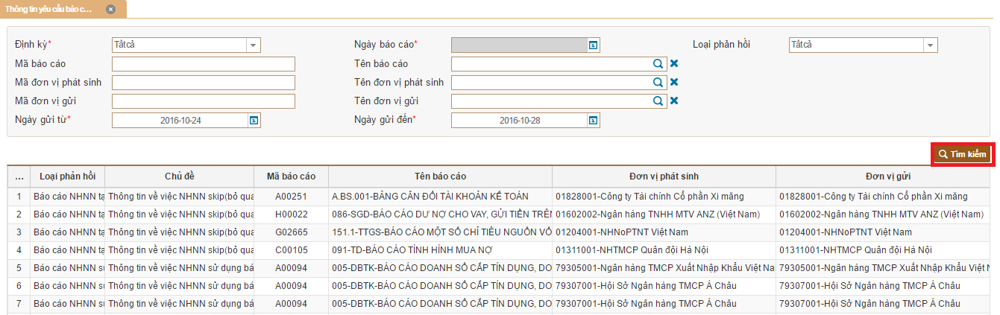 Thông tin yêu cầu báo c...
Định kỳ* Tất cả Ngày báo cáo* Loại phản hồi Tất cả
Mã báo cáo Tên báo cáo
Mã đơn vị phát sinh Tên đơn vị phát sinh
Mã đơn vị gửi Tên đơn vị gửi
Ngày gửi từ* 2016-10-24 Ngày gửi đến* 2016-10-28
Tìm kiếm
... Loại phản hồi Chủ đề Mã báo cáo Tên báo cáo Đơn vị phát sinh Đơn vị gửi
1 Báo cáo NHNN tạ Thông tin về việc NHNN skip(bỏ qua A00251 A.BS.001-BẢNG CÂN ĐỐI TÀI KHOẢN KẾ TOÁN 01828001-Công ty Tài chính Cổ phần Xi măng 01828001-Công ty Tài chính Cổ phần Xi măng
2 Báo cáo NHNN tạ Thông tin về việc NHNN skip(bỏ qua H00022 086-SGD-BÁO CÁO DƯ NỢ CHO VAY, GỬI TIỀN TRÊN 01602002-Ngân hàng TNHH MTV ANZ (Việt Nam) 01602002-Ngân hàng TNHH MTV ANZ (Việt Nam)
3 Báo cáo NHNN tạ Thông tin về việc NHNN skip(bỏ qua G02665 151.1-TTGS-BÁO CÁO MỘT SỐ CHỈ TIÊU NGUỒN VỐ 01204001-NHNoPTNT Việt Nam 01204001-NHNoPTNT Việt Nam
4 Báo cáo NHNN tạ Thông tin về việc NHNN skip(bỏ qua C00105 091-TD-BÁO CÁO TÌNH HÌNH MUA NỢ 01311001-NHTMCP Quân đội Hà Nội 01311001-NHTMCP Quân đội Hà Nội
5 Báo cáo NHNN sử Thông tin về việc NHNN sử dụng bá A00094 005-DBTK-BÁO CÁO DOANH SỐ CẤP TÍN DỤNG, DO 79305001-Ngân hàng TMCP Xuất Nhập Khẩu Việt Na 79305001-Ngân hàng TMCP Xuất Nhập Khẩu Việt N
6 Báo cáo NHNN sử Thông tin về việc NHNN sử dụng bá A00094 005-DBTK-BÁO CÁO DOANH SỐ CẤP TÍN DỤNG, DO 79307001-Hội Sở Ngân hàng TMCP Á Châu 79307001-Hội Sở Ngân hàng TMCP Á Châu
7 Báo cáo NHNN sử Thông tin về việc NHNN sử dụng bá A00094 005-DBTK-BÁO CÁO DOANH SỐ CẤP TÍN DỤNG, DO 79307001-Hội Sở Ngân hàng TMCP Á Châu 79307001-Hội Sở Ngân hàng TMCP Á Châu